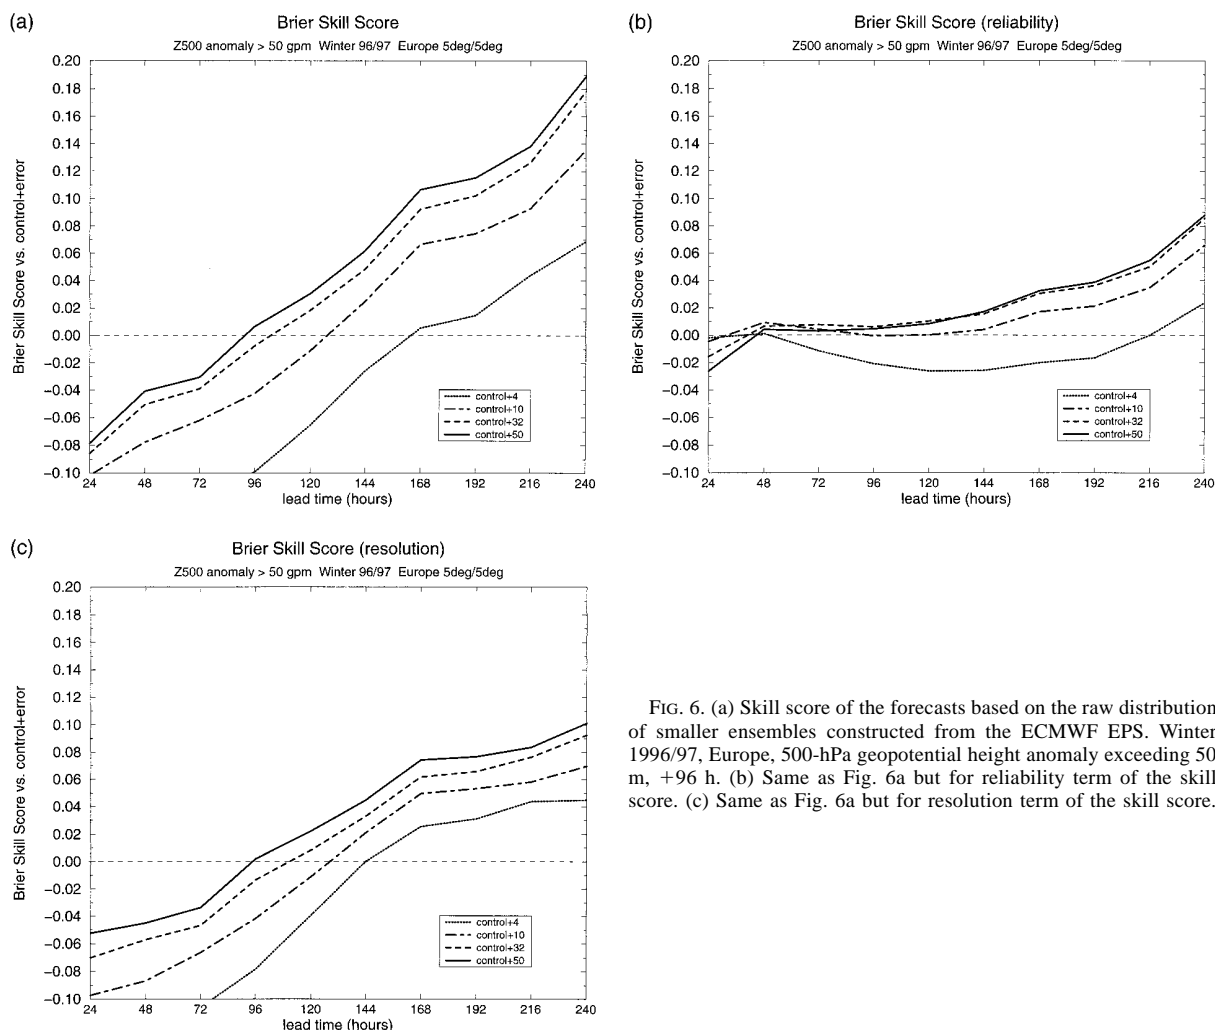 (a)
Brier Skill Score
Z500 anomaly > 50 gpm Winter 96/97 Europe 5deg/5deg
Brier Skill Score vs. control+error
0.20
0.18
0.16
0.14
0.12
0.10
0.08
0.06
0.04
0.02
0.00
−0.02
−0.04
−0.06
−0.08
−0.10
control+4
control+10
control+32
control+50
24 48 72 96 120 144 168 192 216 240
lead time (hours)
(b)
Brier Skill Score (reliability)
Z500 anomaly > 50 gpm Winter 96/97 Europe 5deg/5deg
Brier Skill Score vs. control+error
0.20
0.18
0.16
0.14
0.12
0.10
0.08
0.06
0.04
0.02
0.00
−0.02
−0.04
−0.06
−0.08
−0.10
control+4
control+10
control+32
control+50
24 48 72 96 120 144 168 192 216 240
lead time (hours)
(c)
Brier Skill Score (resolution)
Z500 anomaly > 50 gpm Winter 96/97 Europe 5deg/5deg
Brier Skill Score vs. control+error
0.20
0.18
0.16
0.14
0.12
0.10
0.08
0.06
0.04
0.02
0.00
−0.02
−0.04
−0.06
−0.08
−0.10
control+4
control+10
control+32
control+50
24 48 72 96 120 144 168 192 216 240
lead time (hours)
FIG. 6. (a) Skill score of the forecasts based on the raw distribution
of smaller ensembles constructed from the ECMWF EPS. Winter
1996/97, Europe, 500-hPa geopotential height anomaly exceeding 50
m, +96 h. (b) Same as Fig. 6a but for reliability term of the skill
score. (c) Same as Fig. 6a but for resolution term of the skill score.